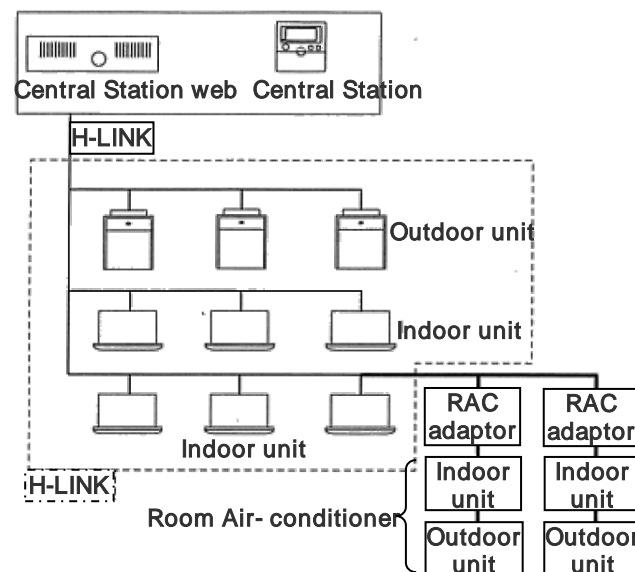 Central Station web Central Station
H-LINK
Outdoor unit
Indoor unit
RAC adaptor
RAC adaptor
Indoor unit
H-LINK
Indoor unit
Indoor unit
Room Air- conditioner
Outdoor unit
Outdoor unit